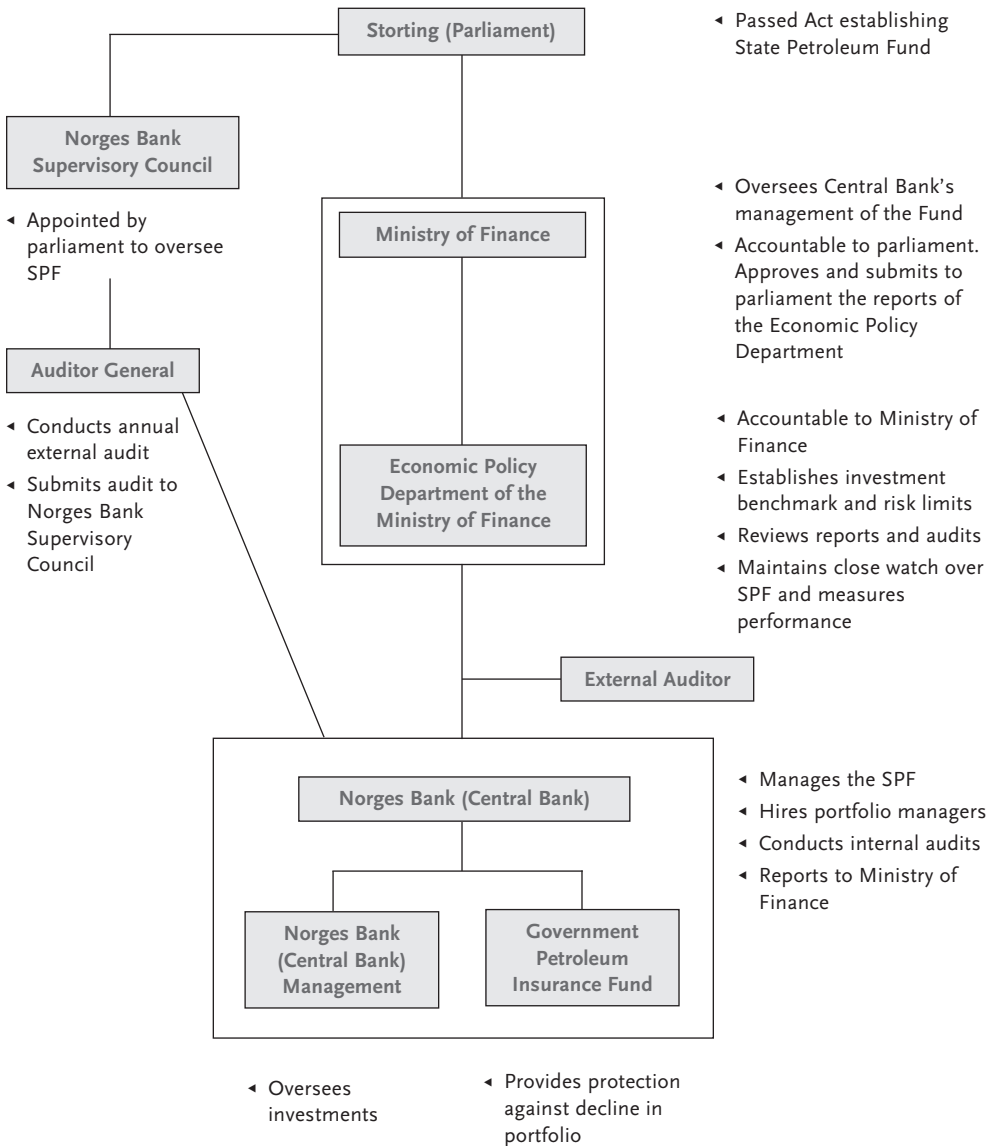 Storting (Parliament)
◂ Passed Act establishing
State Petroleum Fund
Norges Bank
Supervisory Council
◂ Appointed by
parliament to oversee
SPF
Ministry of Finance
◂ Oversees Central Bank’s
management of the Fund
◂ Accountable to parliament.
Approves and submits to
parliament the reports of
the Economic Policy
Department
Auditor General
◂ Conducts annual
external audit
◂ Submits audit to
Norges Bank
Supervisory
Council
Economic Policy
Department of the
Ministry of Finance
◂ Accountable to Ministry of
Finance
◂ Establishes investment
benchmark and risk limits
◂ Reviews reports and audits
◂ Maintains close watch over
SPF and measures
performance
External Auditor
Norges Bank (Central Bank)
◂ Manages the SPF
◂ Hires portfolio managers
◂ Conducts internal audits
◂ Reports to Ministry of
Finance
Norges Bank
(Central Bank)
Management
Government
Petroleum
Insurance Fund
◂ Oversees
investments
◂ Provides protection
against decline in
portfolio